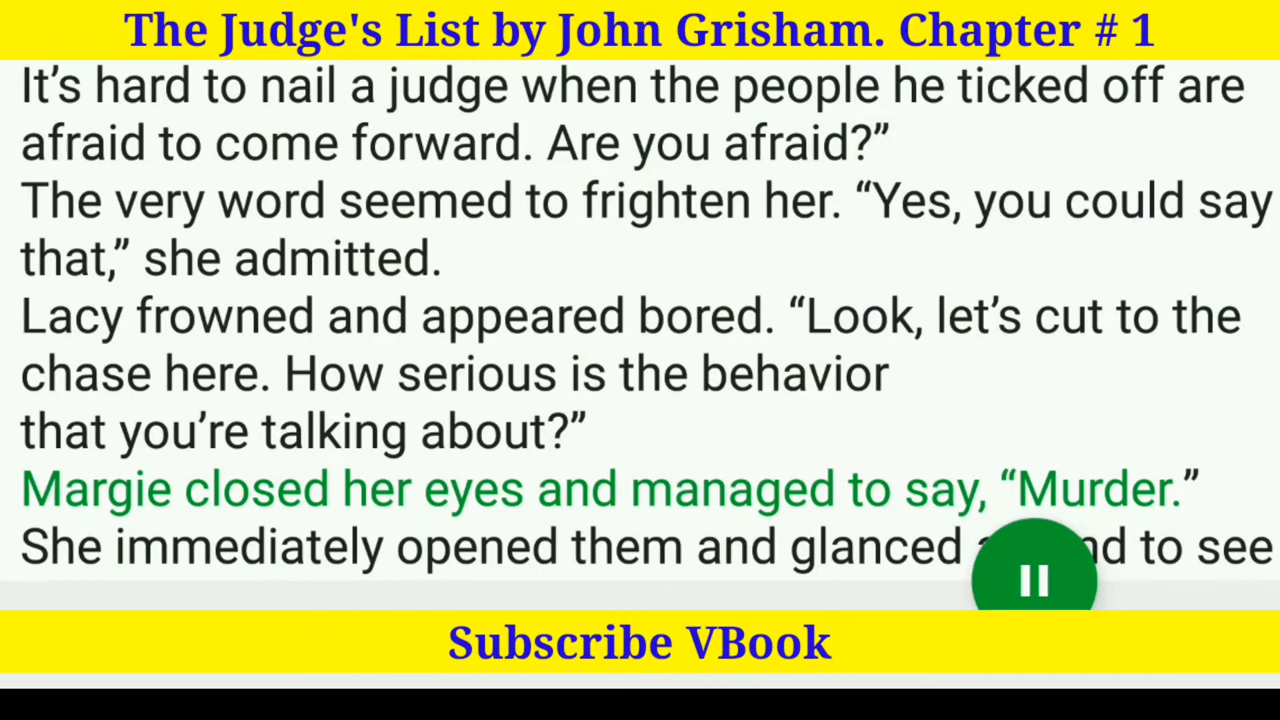 The Judge's List by John Grisham. Chapter # 1
It’s hard to nail a judge when the people he ticked off are
afraid to come forward. Are you afraid?”
The very word seemed to frighten her. “Yes, you could say
that,” she admitted.
Lacy frowned and appeared bored. “Look, let’s cut to the
chase here. How serious is the behavior
that you’re talking about?”
Margie closed her eyes and managed to say, “Murder.”
She immediately opened them and glanced to see
Subscribe VBook